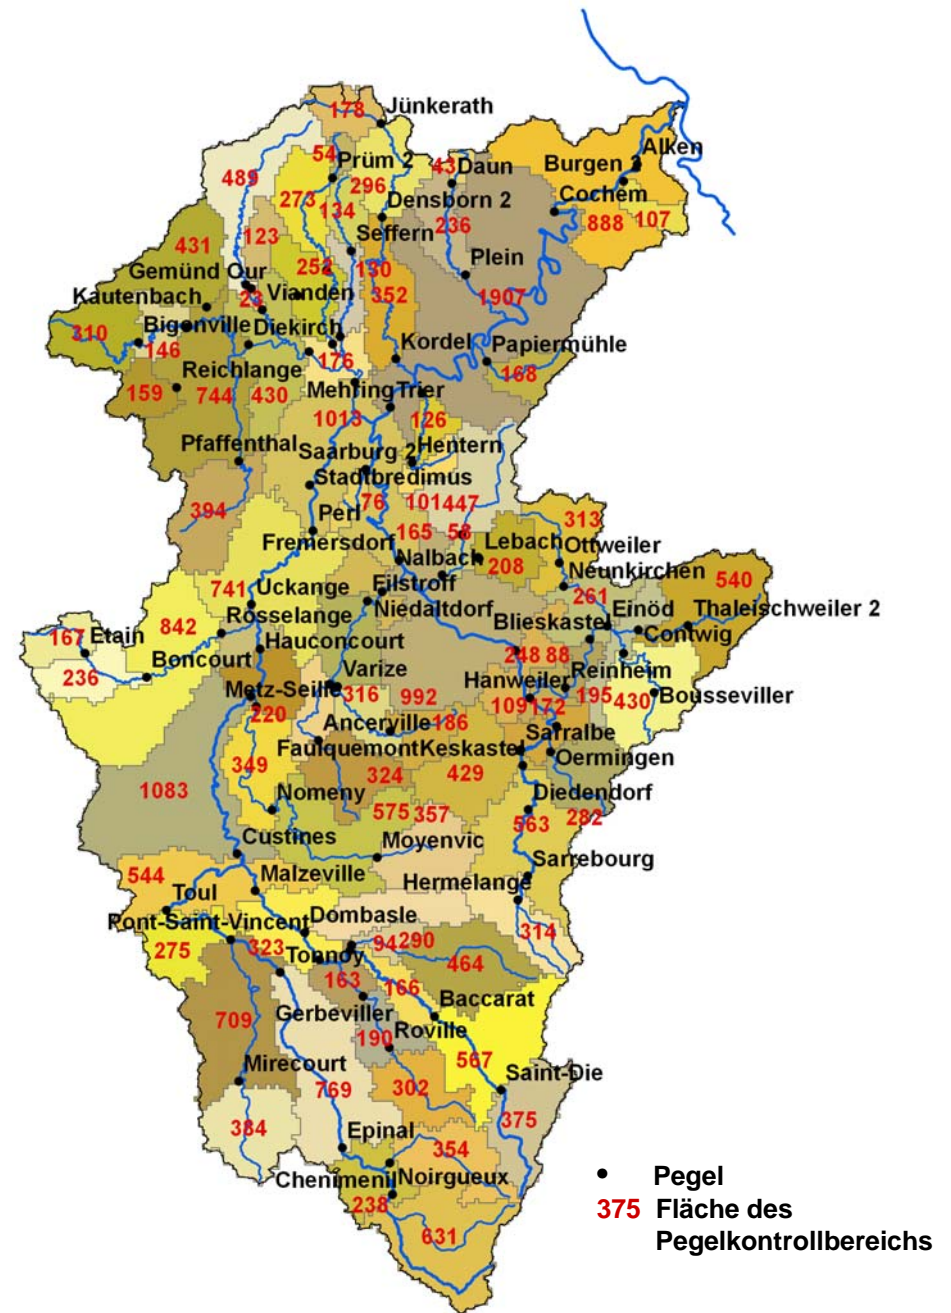 178 Jünkerath
54 Prüm 2 43 Daun Burgen 2 Alken
489 273 296 Cochem
134 Densborn 2 888 107
123 Seffern 236
431
Gemünd Our 252 130 Plein
Kautenbach 23 Vianden 352 1907
310 Bigonville Diekirch Kordel Papiermühle
146 176 168
Reichlange
159 744 430 Mehring Trier
1013 126
Pfaffenthal Saarburg 2 Hentern
Stadtbredimus
394 76 101 447
Perl 165 58 313
Fremersdorf Nalbach Lebach Ottweiler
208 Neunkirchen
741 Uckange Filstroff 261 540
Rosselange Niedaltdorf Einöd Thaleischweiler 2
167 Etain 842 Hauconcourt Blieskastel Contwig
236 Boncourt Varize 248 88 Reinheim
Metz-Seille 316 992 Hanweiler 195 430 Bousseviller
220 Ancerville 186 109 172
Faulquemont Keskastel Safralbe
349 324 429 Oermingen
1083 Nomeny 575 357 Diedendorf
563 282
Custines Moyenvic
544 Malzeville Hermelange Sarrebourg
Toul
Pont-Saint-Vincent Dombasle 314
275 323 Tonnoy 94 290
163 166 464
709 Gerbeviller Baccarat
190 Roville
567
Mirecourt 769 302 Saint-Die
384 375
Epinal 354
Chenimenil Noirgueux
238
631
Pegel
375 Fläche des
Pegelkontrollbereichs